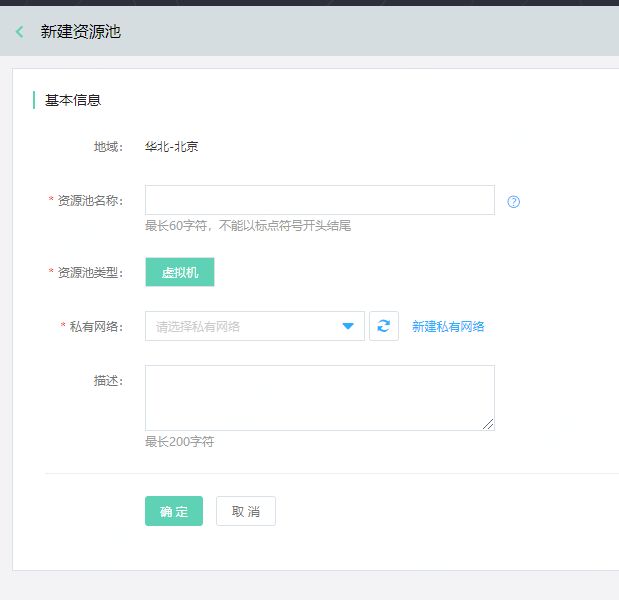 新建资源池
基本信息
地域： 华北-北京
* 资源池名称：
最长60字符，不能以标点符号开头结尾
* 资源池类型： 虚拟机
* 私有网络： 请选择私有网络 新建私有网络
描述：
最长200字符
确定 取消